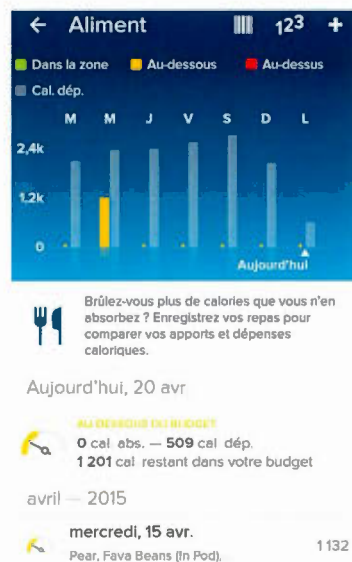 ← Aliment 123 +
Dans la zone Au-dessous Au-dessus
Cal. dép.
M M J V S D L
2,4k
1,2k
0
Aujourd'hui
Brûlez-vous plus de calories que vous n'en
absorbez ? Enregistrez vos repas pour
comparer vos apports et dépenses
caloriques.
Aujourd'hui, 20 avr
AU-DESSOUS DU BUDGET
0 cal abs. — 509 cal dép.
1 201 cal restant dans votre budget
avril — 2015
mercredi, 15 avr.
Pear, Fava Beans (In Pod),
1132